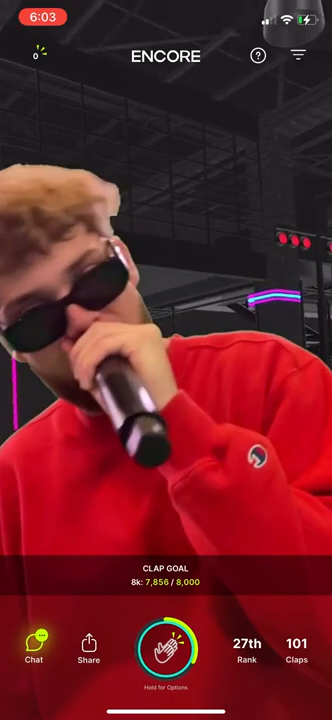 6:03
0
ENCORE
?
CLAP GOAL
8k: 7,856 / 8,000
27th
101
Chat
Share
Rank
Claps
Hold for Options